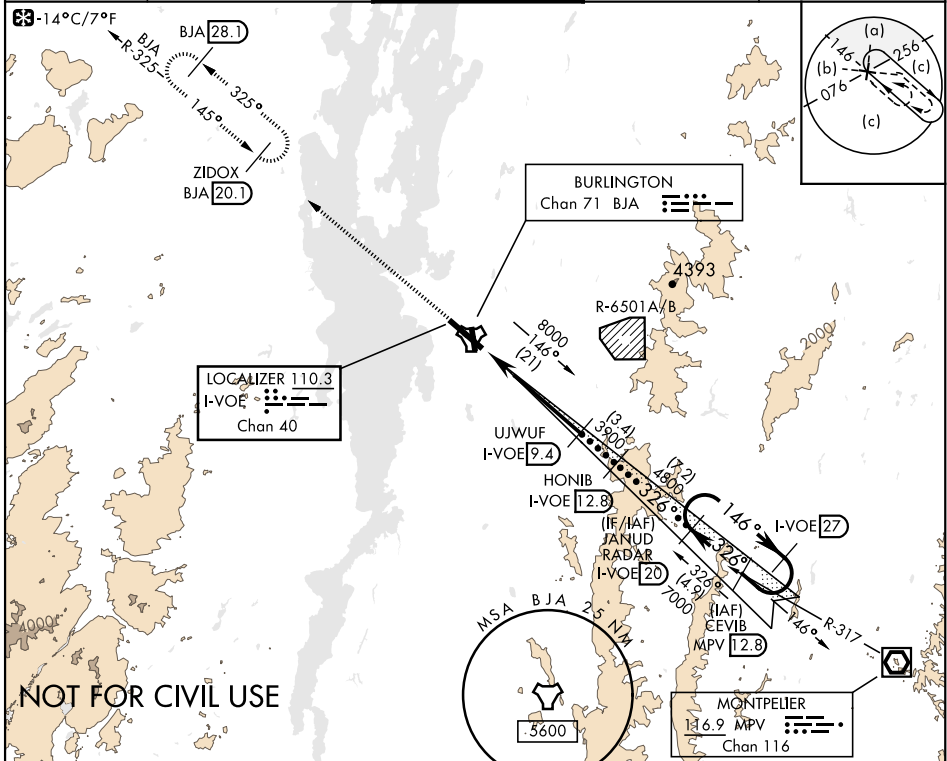 -14°C/7°F
BJA 28.1
BJA
R-325
325°
145°
ZIDOX
BJA 20.1
(a)
146
256
(b)
(c)
076
(c)
BURLINGTON
Chan 71 BJA
4393
R-6501A/B
8000
146°
(21)
2000
LOCALIZER 110.3
I-VOE
Chan 40
UJWUF
I-VOE 9.4
(3.4)
3900
HONIB
I-VOE 12.8
(7.2)
4800
326°
(IF/IAF)
JANUD
RADAR
I-VOE 20
146°
I-VOE 27
326°
326°
(4.9)
7000
(IAF)
CEVIB
MPV 12.8
146°
R-317
MSA BJA 25 NM
5600
4000
NOT FOR CIVIL USE
MONTPELIER
116.9 MPV
Chan 116